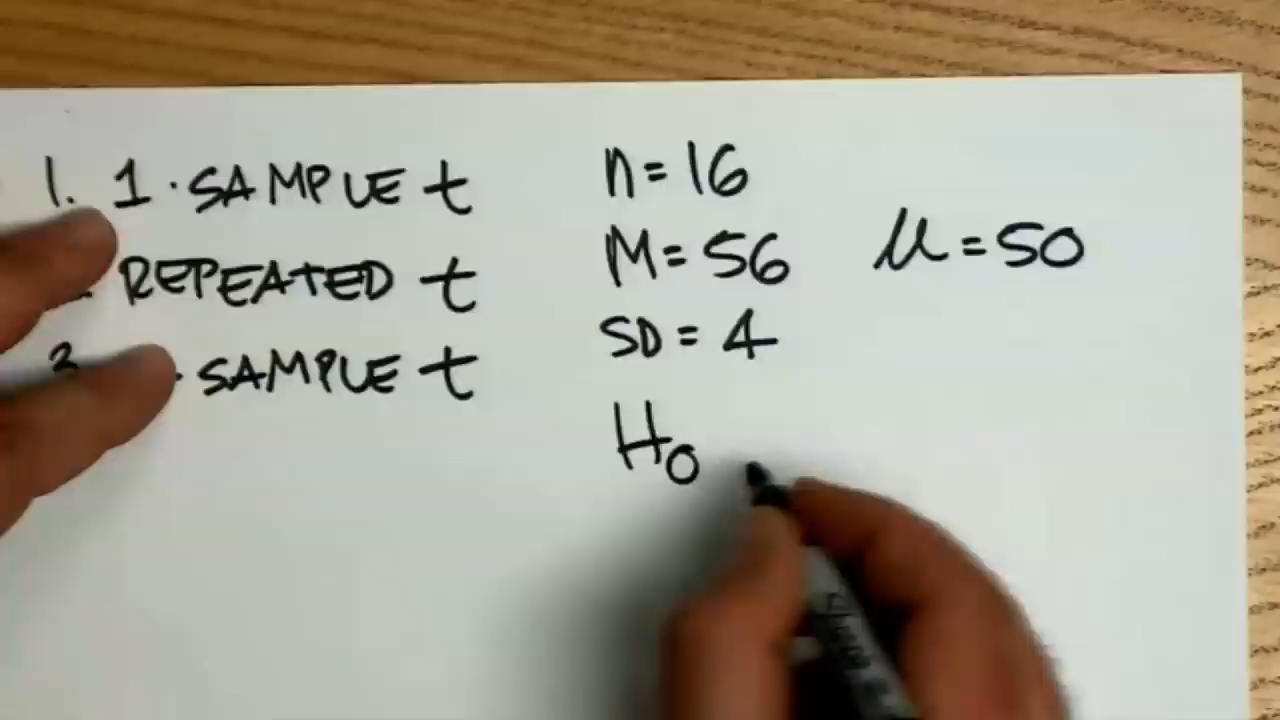 1. 1·SAMPLE t
REPEATED t
SAMPLE t
n=16
M=56 μ=50
SD=4
H₀